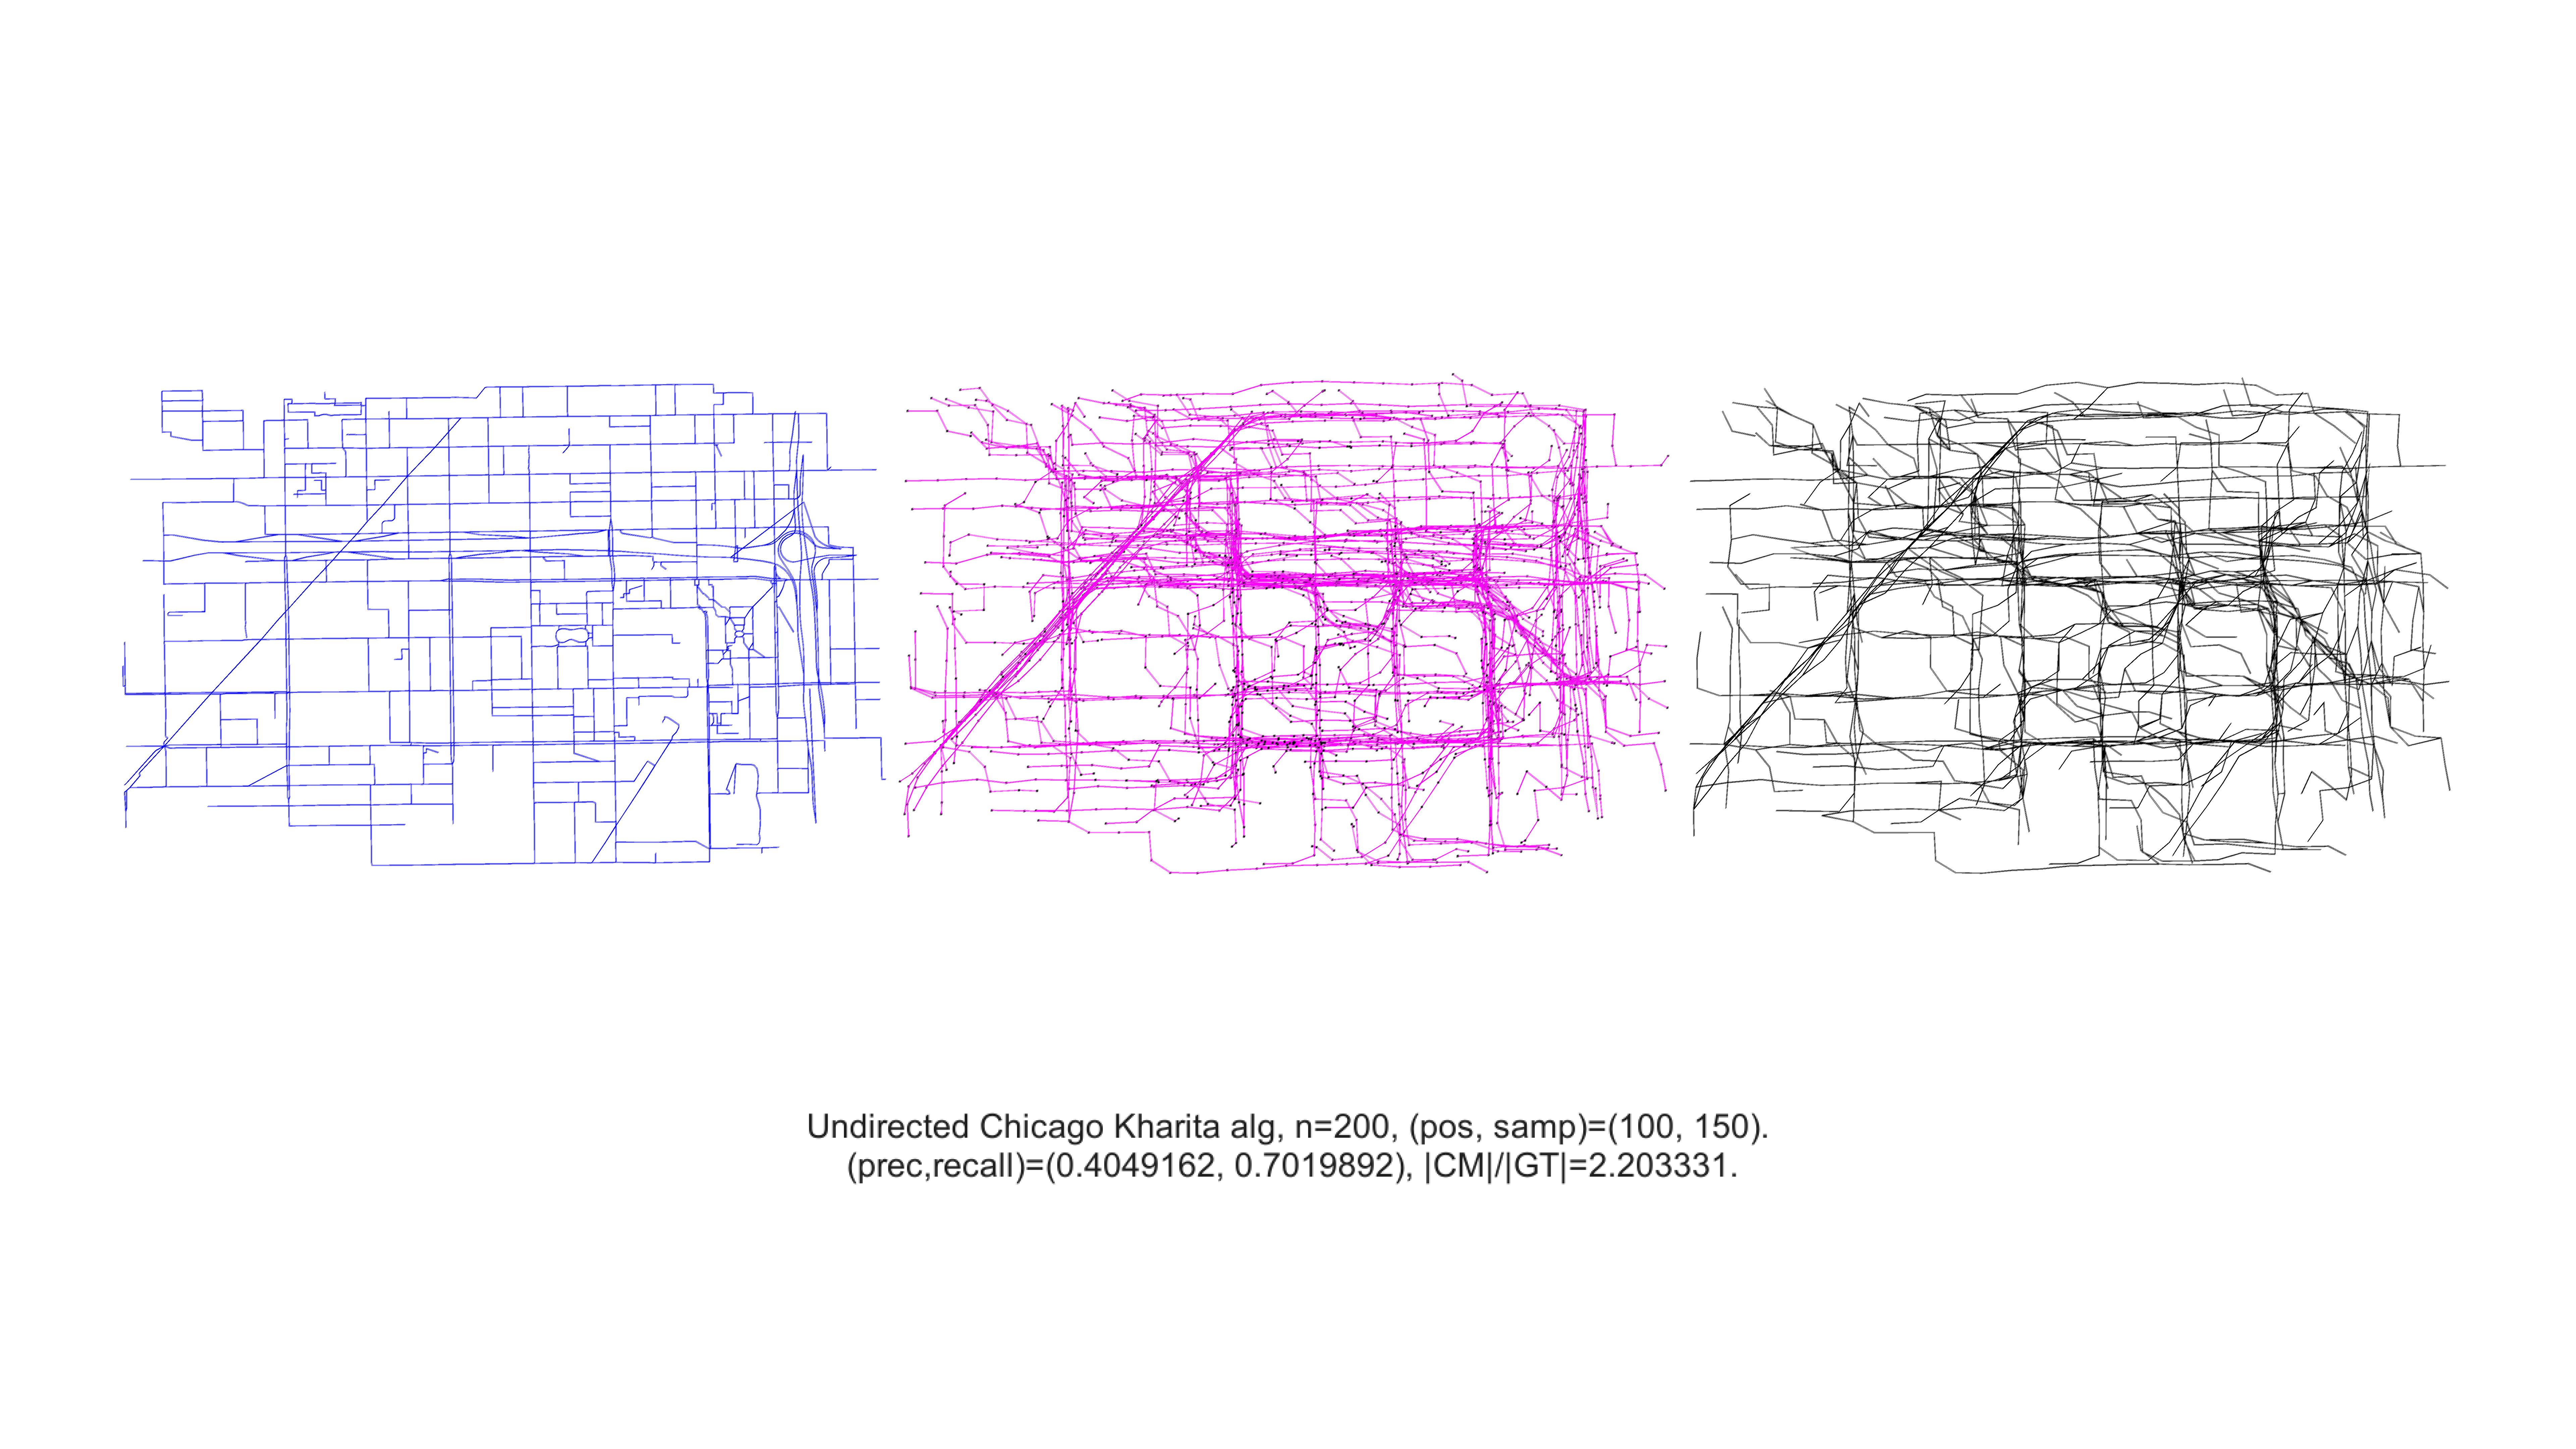 Undirected Chicago Kharita alg, n=200, (pos, samp)=(100, 150).
(prec,recall)=(0.4049162, 0.7019892), |CM|/|GT|=2.203331.